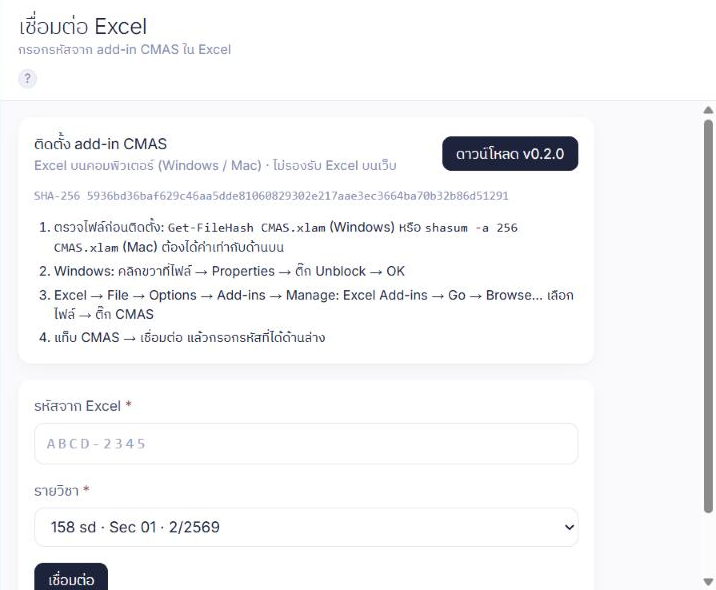 เชื่อมต่อ Excel
กรอกรหัสจาก add-in CMAS ใน Excel
?
ติดตั้ง add-in CMAS
Excel บนคอมพิวเตอร์ (Windows / Mac) · ไม่รองรับ Excel บนเว็บ
ดาวน์โหลด v0.2.0
SHA-256 5936bd36baf629c46aa5dde81060829302e217aae3ec3664ba70b32b86d51291
1. ตรวจไฟล์ก่อนติดตั้ง: Get-FileHash CMAS.xlam (Windows) หรือ shasum -a 256
CMAS.xlam (Mac) ต้องได้ค่าเท่ากับด้านบน
2. Windows: คลิกขวาที่ไฟล์ → Properties → ติ๊ก Unblock → OK
3. Excel → File → Options → Add-ins → Manage: Excel Add-ins → Go → Browse... เลือก
ไฟล์ → ติ๊ก CMAS
4. แท็บ CMAS → เชื่อมต่อ แล้วกรอกรหัสที่ได้ด้านล่าง
รหัสจาก Excel *
ABCD-2345
รายวิชา *
158 sd · Sec 01 · 2/2569
เชื่อมต่อ